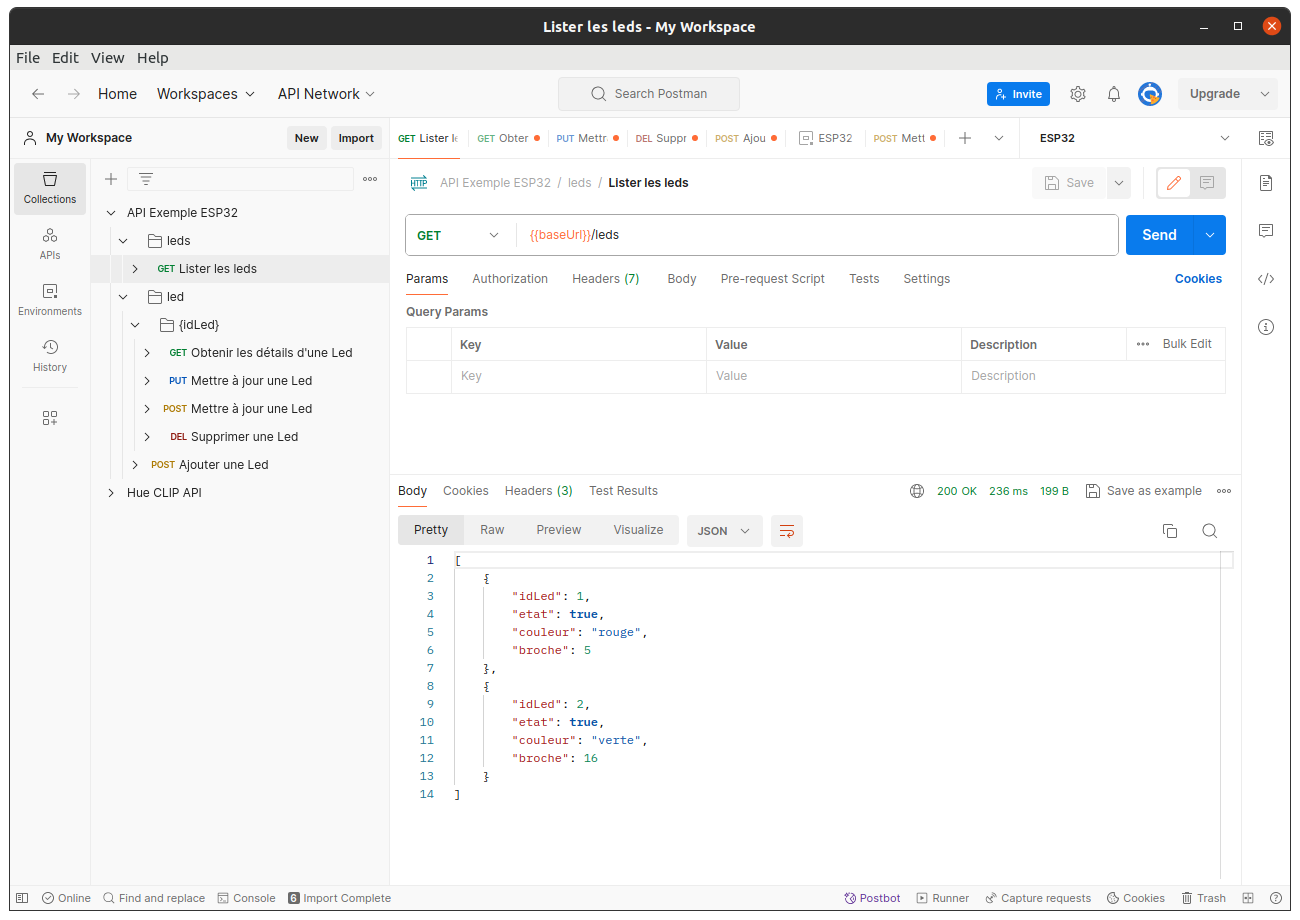 Lister les leds - My Workspace
File Edit View Help
Home Workspaces API Network Search Postman Invite Upgrade
My Workspace New Import
GET Lister l GET Obter PUT Mettr DEL Suppr POST Ajou ESP32 POST Mett ESP32
Collections
APIs
Environments
History
API Exemple ESP32
leds
GET Lister les leds
led
{idLed}
GET Obtenir les détails d'une Led
PUT Mettre à jour une Led
POST Mettre à jour une Led
DEL Supprimer une Led
POST Ajouter une Led
Hue CLIP API
HTTP API Exemple ESP32 / leds / Lister les leds Save
GET {{baseUrl}}/leds Send
Params Authorization Headers (7) Body Pre-request Script Tests Settings Cookies
Query Params
Key Value Description Bulk Edit
Key Value Description
Body Cookies Headers (3) Test Results 200 OK 236 ms 199 B Save as example
Pretty Raw Preview Visualize JSON
1 [
2 {
3 "idLed": 1,
4 "etat": true,
5 "couleur": "rouge",
6 "broche": 5
7 },
8 {
9 "idLed": 2,
10 "etat": true,
11 "couleur": "verte",
12 "broche": 16
13 }
14 ]
Online Find and replace Console 6 Import Complete Postbot Runner Capture requests Cookies Trash